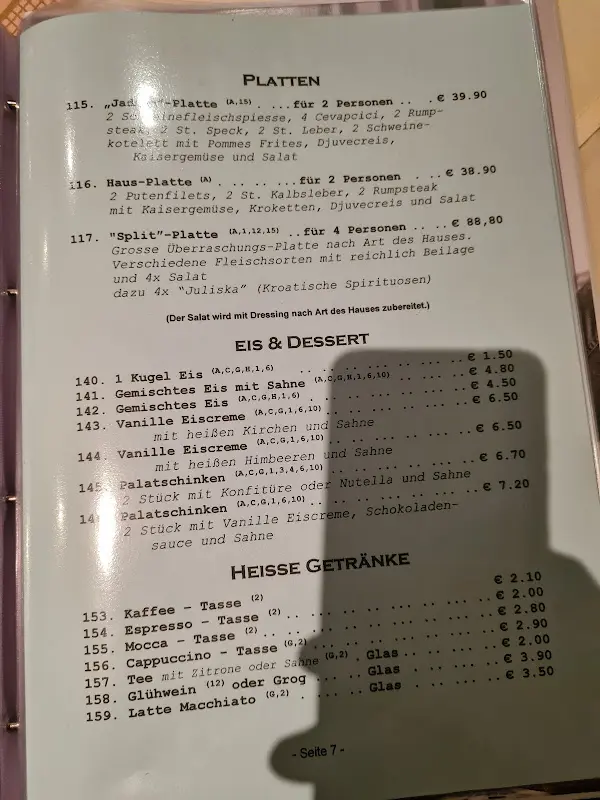 PLATTEN
115. „Jad -Platte (A,15) . ...für 2 Personen .. . .€ 39.90
2 Schweinefleischspiesse, 4 Cevapcici, 2 Rump-
steak, 2 St. Speck, 2 St. Leber, 2 Schweine-
kotelett mit Pommes Frites, Djuvecreis,
Kaisergemüse und Salat
116. Haus-Platte (A) . .. .. ...für 2 Personen . ...€ 38.90
2 Putenfilets, 2 St. Kalbsleber, 2 Rumpsteak
mit Kaisergemüse, Kroketten, Djuvecreis und Salat
117. "Split"-Platte (A,1,12,15) ..für 4 Personen ....€ 88,80
Grosse Überraschungs-Platte nach Art des Hauses.
Verschiedene Fleischsorten mit reichlich Beilage
und 4x Salat
dazu 4x "Juliska" (Kroatische Spirituosen)
(Der Salat wird mit Dressing nach Art des Hauses zubereitet.)
EIS & DESSERT
140. 1 Kugel Eis (A,C,G,H,1,6) .. .. ... .. ... ...€ 1.50
141. Gemischtes Eis mit Sahne (A,C,G,H,1,6,10) .. ... ...€ 4.80
142. Gemischtes Eis (A,C,G,H,1,6) . .. ... .. ... ...€ 4.50
143. Vanille Eiscreme (A,C,G,1,6,10) .. .. ... .. ... ...€ 6.50
mit heißen Kirchen und Sahne
144. Vanille Eiscreme (A,C,G,1,6,10) .. .. ... .. ... ...€ 6.50
mit heißen Himbeeren und Sahne
145. Palatschinken (A,C,G,1,3,4,6,10) .. .. ... .. ... ...€ 6.70
2 Stück mit Konfitüre oder Nutella und Sahne
14 Palatschinken (A,C,G,1,6,10) .. .. ... .. ... ...€ 7.20
2 Stück mit Vanille Eiscreme, Schokoladen-
sauce und Sahne
HEISSE GETRÄNKE
153. Kaffee – Tasse (2) € 2.10
154. Espresso – Tasse (2) .. ... .. ... .. ... ...€ 2.00
155. Mocca – Tasse (2) .. .. ... .. ... .. ... ...€ 2.80
156. Cappuccino – Tasse (G,2) .. ... .. ... .. ...€ 2.90
157. Tee mit Zitrone oder Sahne (G,2) . Glas .. ... .. ...€ 2.00
158. Glühwein (12) oder Grog ... .. Glas . ... .. ...€ 3.90
159. Latte Macchiato (G,2) . ... .. Glas . ... .. ...€ 3.50
- Seite 7 -